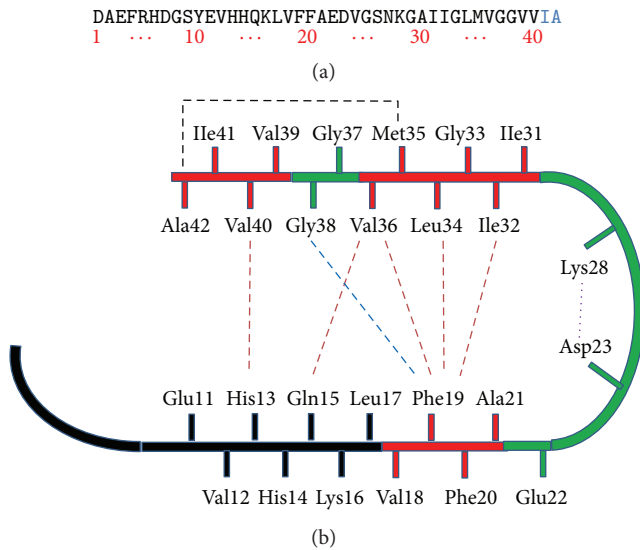 DAEFRHDGSYEVHHQKLVFFAEDVGSNKGAIIGLMVGGVVIA
1 ... 10 ... 20 ... 30 ... 40
(a)
IIe41 Val39 Gly37 Met35 Gly33 IIe31
Ala42 Val40 Gly38 Val36 Leu34 Ile32
Lys28
Asp23
Glu11 His13 Gln15 Leu17 Phe19 Ala21
Val12 His14 Lys16 Val18 Phe20 Glu22
(b)